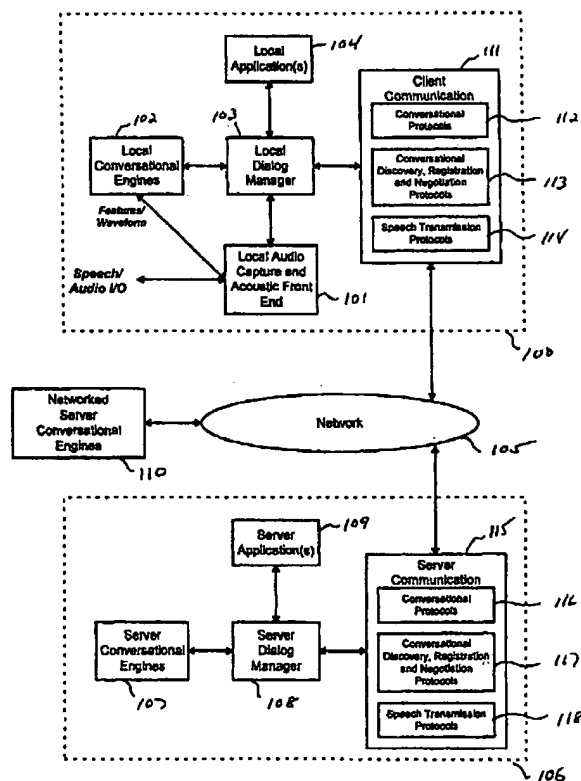 104
Local
Application(s)
111
Client
Communication
Conversational
Protocols
112
Conversational
Discovery, Registration
and Negotiation
Protocols
113
Speech Transmission
Protocols
114
102
Local
Conversational
Engines
103
Local
Dialog
Manager
Features/
Waveform
Speech/
Audio I/O
Local Audio
Capture and
Acoustic Front
End
101
100
Networked
Server
Conversational
Engines
110
Network
105
109
Server
Application(s)
115
Server
Communication
Conversational
Protocols
116
Conversational
Discovery, Registration
and Negotiation
Protocols
117
Speech Transmission
Protocols
118
Server
Conversational
Engines
107
Server
Dialog
Manager
108
106